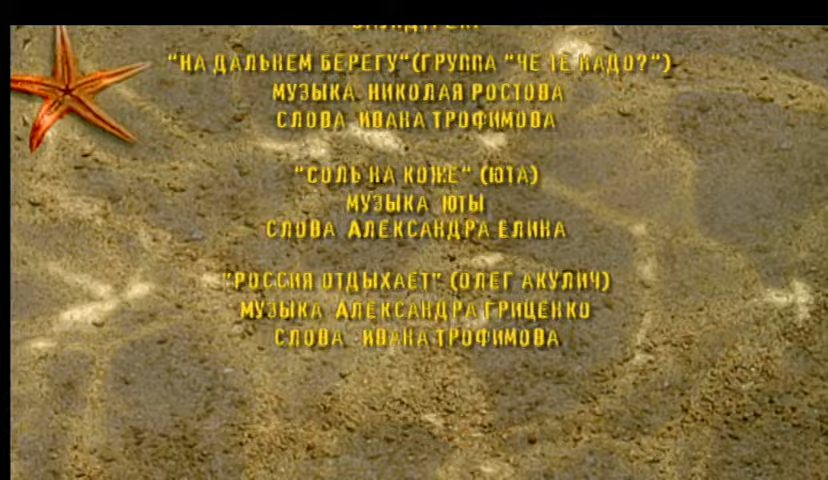 "НА ДАЛЬНЕМ БЕРЕГУ"(ГРУППА "ЧЕ ТЕ НАДО?")
МУЗЫКА НИКОЛАЯ РОСТОВА
СЛОВА ИВАНА ТРОФИМОВА
"СОЛЬ НА КОЖЕ" (ЮТА)
МУЗЫКА ЮТЫ
СЛОВА АЛЕКСАНДРА ЕЛИНА
"РОССИЯ ОТДЫХАЕТ" (ОЛЕГ АКУЛИЧ)
МУЗЫКА АЛЕКСАНДРА ГРИЦЕНКО
СЛОВА ИВАНА ТРОФИМОВА